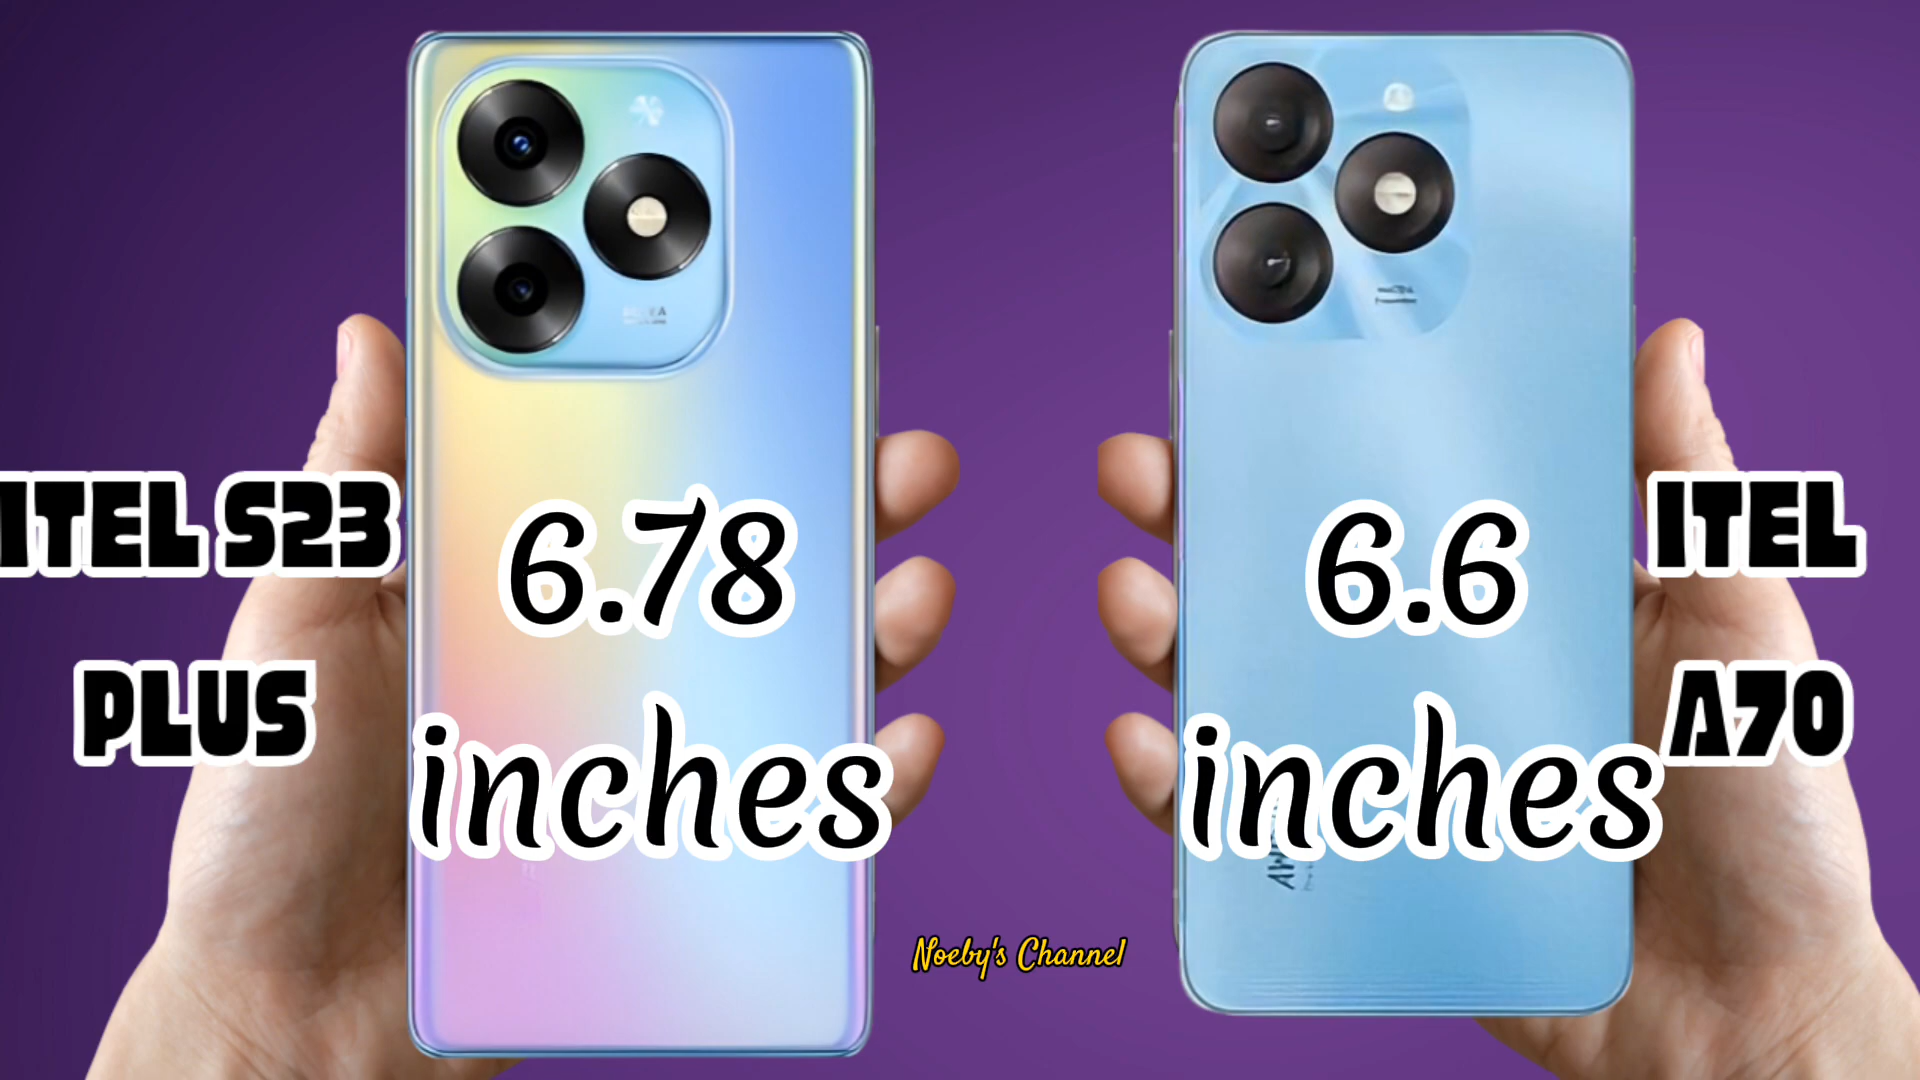 ITEL S23
PLUS
6.78
inches
6.6
inches
ITEL
A70
Noeby's Channel